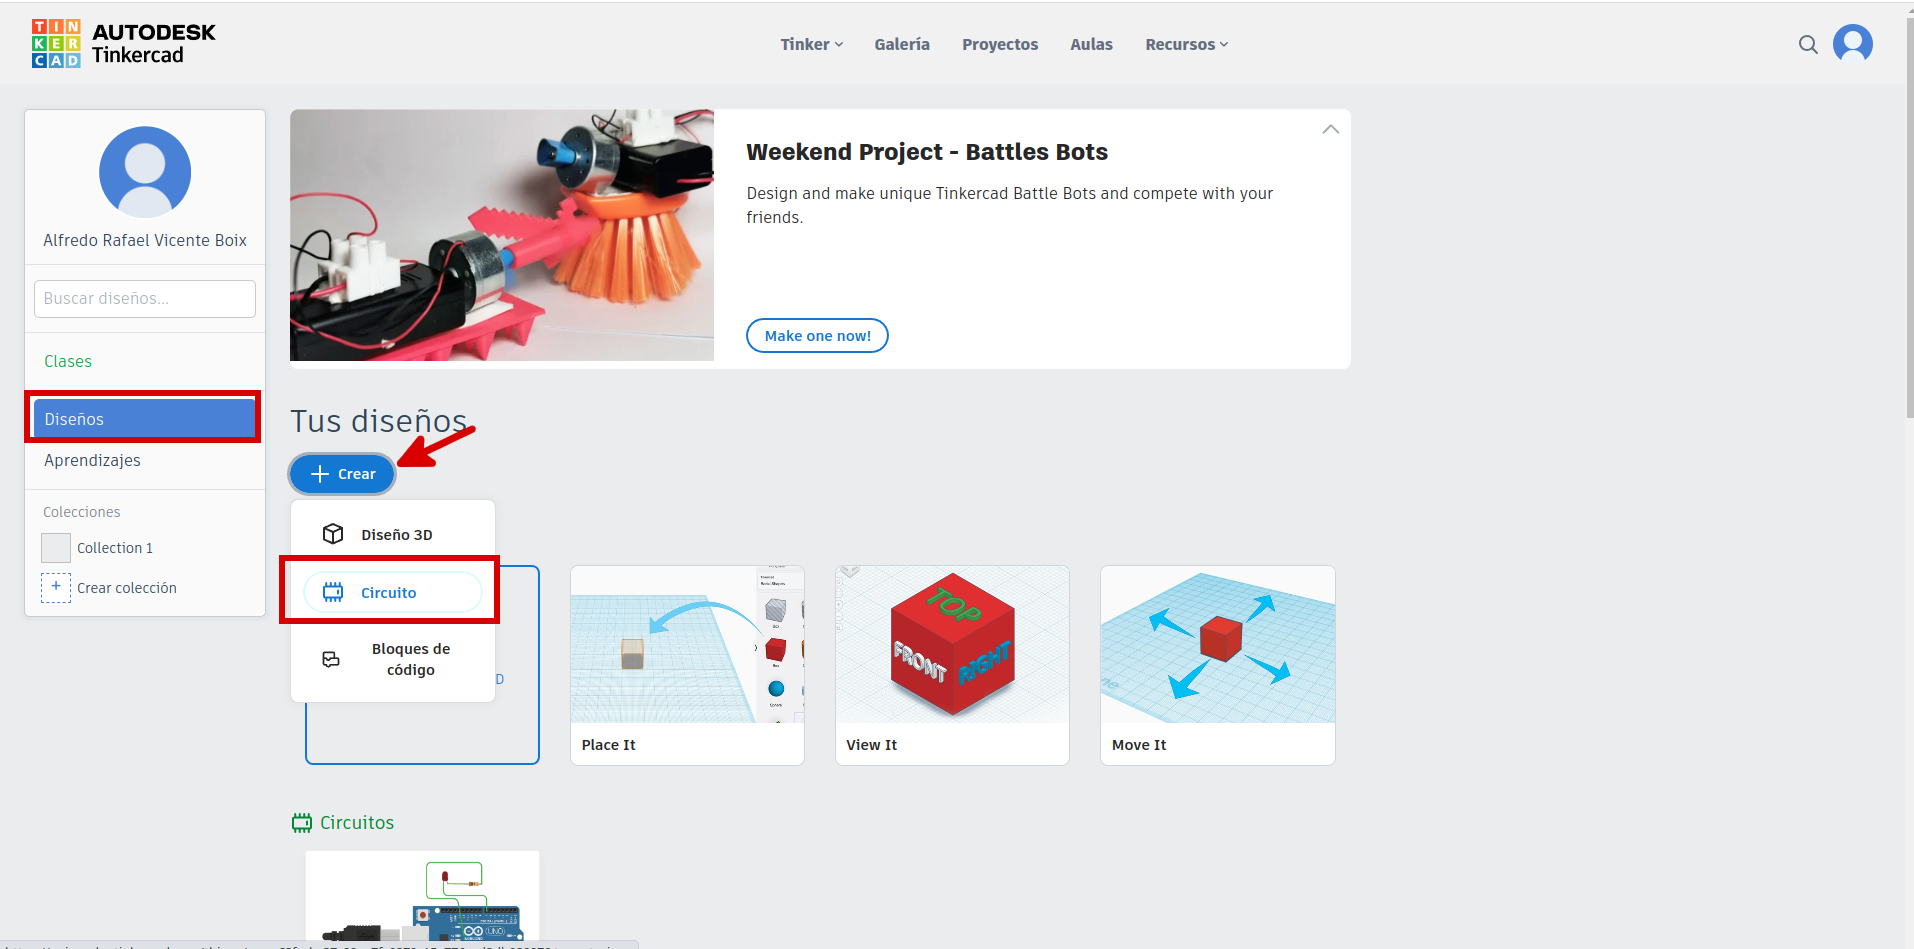 TIN
KER
CAD
AUTODESK
Tinkercad
Tinker
Galería
Proyectos
Aulas
Recursos
Alfredo Rafael Vicente Boix
Buscar diseños...
Clases
Diseños
Aprendizajes
Colecciones
Collection 1
+ Crear colección
Weekend Project - Battles Bots
Design and make unique Tinkercad Battle Bots and compete with your
friends.
Make one now!
Tus diseños
+ Crear
Diseño 3D
Circuito
Bloques de
código
D
Place It
TOP
FRONT
RIGHT
View It
Move It
Circuitos
UNO